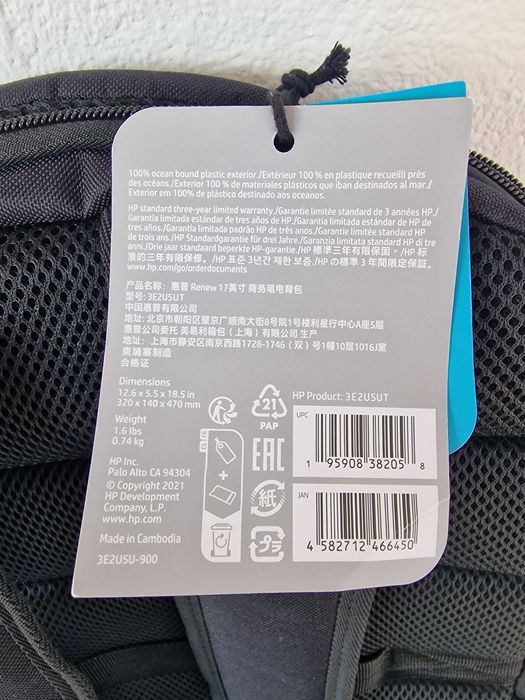 100% ocean bound plastic exterior./Extérieur 100 % en plastique recueilli près
des océans./Exterior 100 % de materiales plásticos que iban destinados al mar./
Exterior em 100% de plástico destinado aos oceanos.
HP standard three-year limited warranty./Garantie limitée standard de 3 années HP./
Garantía limitada estándar de tres años de HP./Garantía limitada estándar de HP de
tres años./Garantia limitada padrão HP de três anos./Garantie limitée standard HP
de trois ans./HP Standardgarantie für drei Jahre./Garanzia limitata standard di tre
anni./Drie jaar standaard beperkte HP-garantie./HP 標準三年有限保固。/HP 标
准的三年有限保修。/HP 표준 3년간 제한 보증./HPの標準3年間限定保証。
www.hp.com/go/orderdocuments
产品名称: 惠普 Renew 17英寸 商务笔电背包
型号: 3E2U5UT
中国惠普有限公司
地址: 北京市朝阳区望京广顺南大街8号院1号楼利星行中心A座5层
惠普公司委托 美易利箱包（上海）有限公司 生产
地址：上海市静安区南京西路1728-1746（双）号1幢10层1016J室
柬埔寨制造
合格证
Dimensions
12.6 x 5.5 x 18.5 in
320 x 140 x 470 mm
Weight
1.6 lbs
0.74 kg
HP Inc.
Palo Alto CA 94304
© Copyright 2021
HP Development
Company, L.P.
www.hp.com
Made in Cambodia
3E2U5U-900
21
PAP
EAC
紙
プラ
HP Product: 3E2U5UT
UPC
1 95908 38205 8
JAN
4 582712 466450